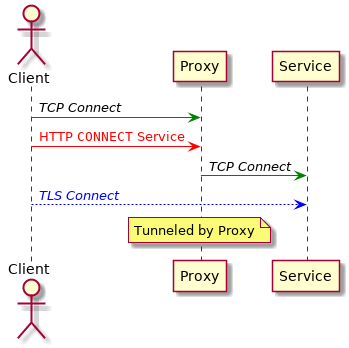 Client
Proxy
Service
TCP Connect
HTTP CONNECT Service
TCP Connect
TLS Connect
Tunneled by Proxy
Client
Proxy
Service